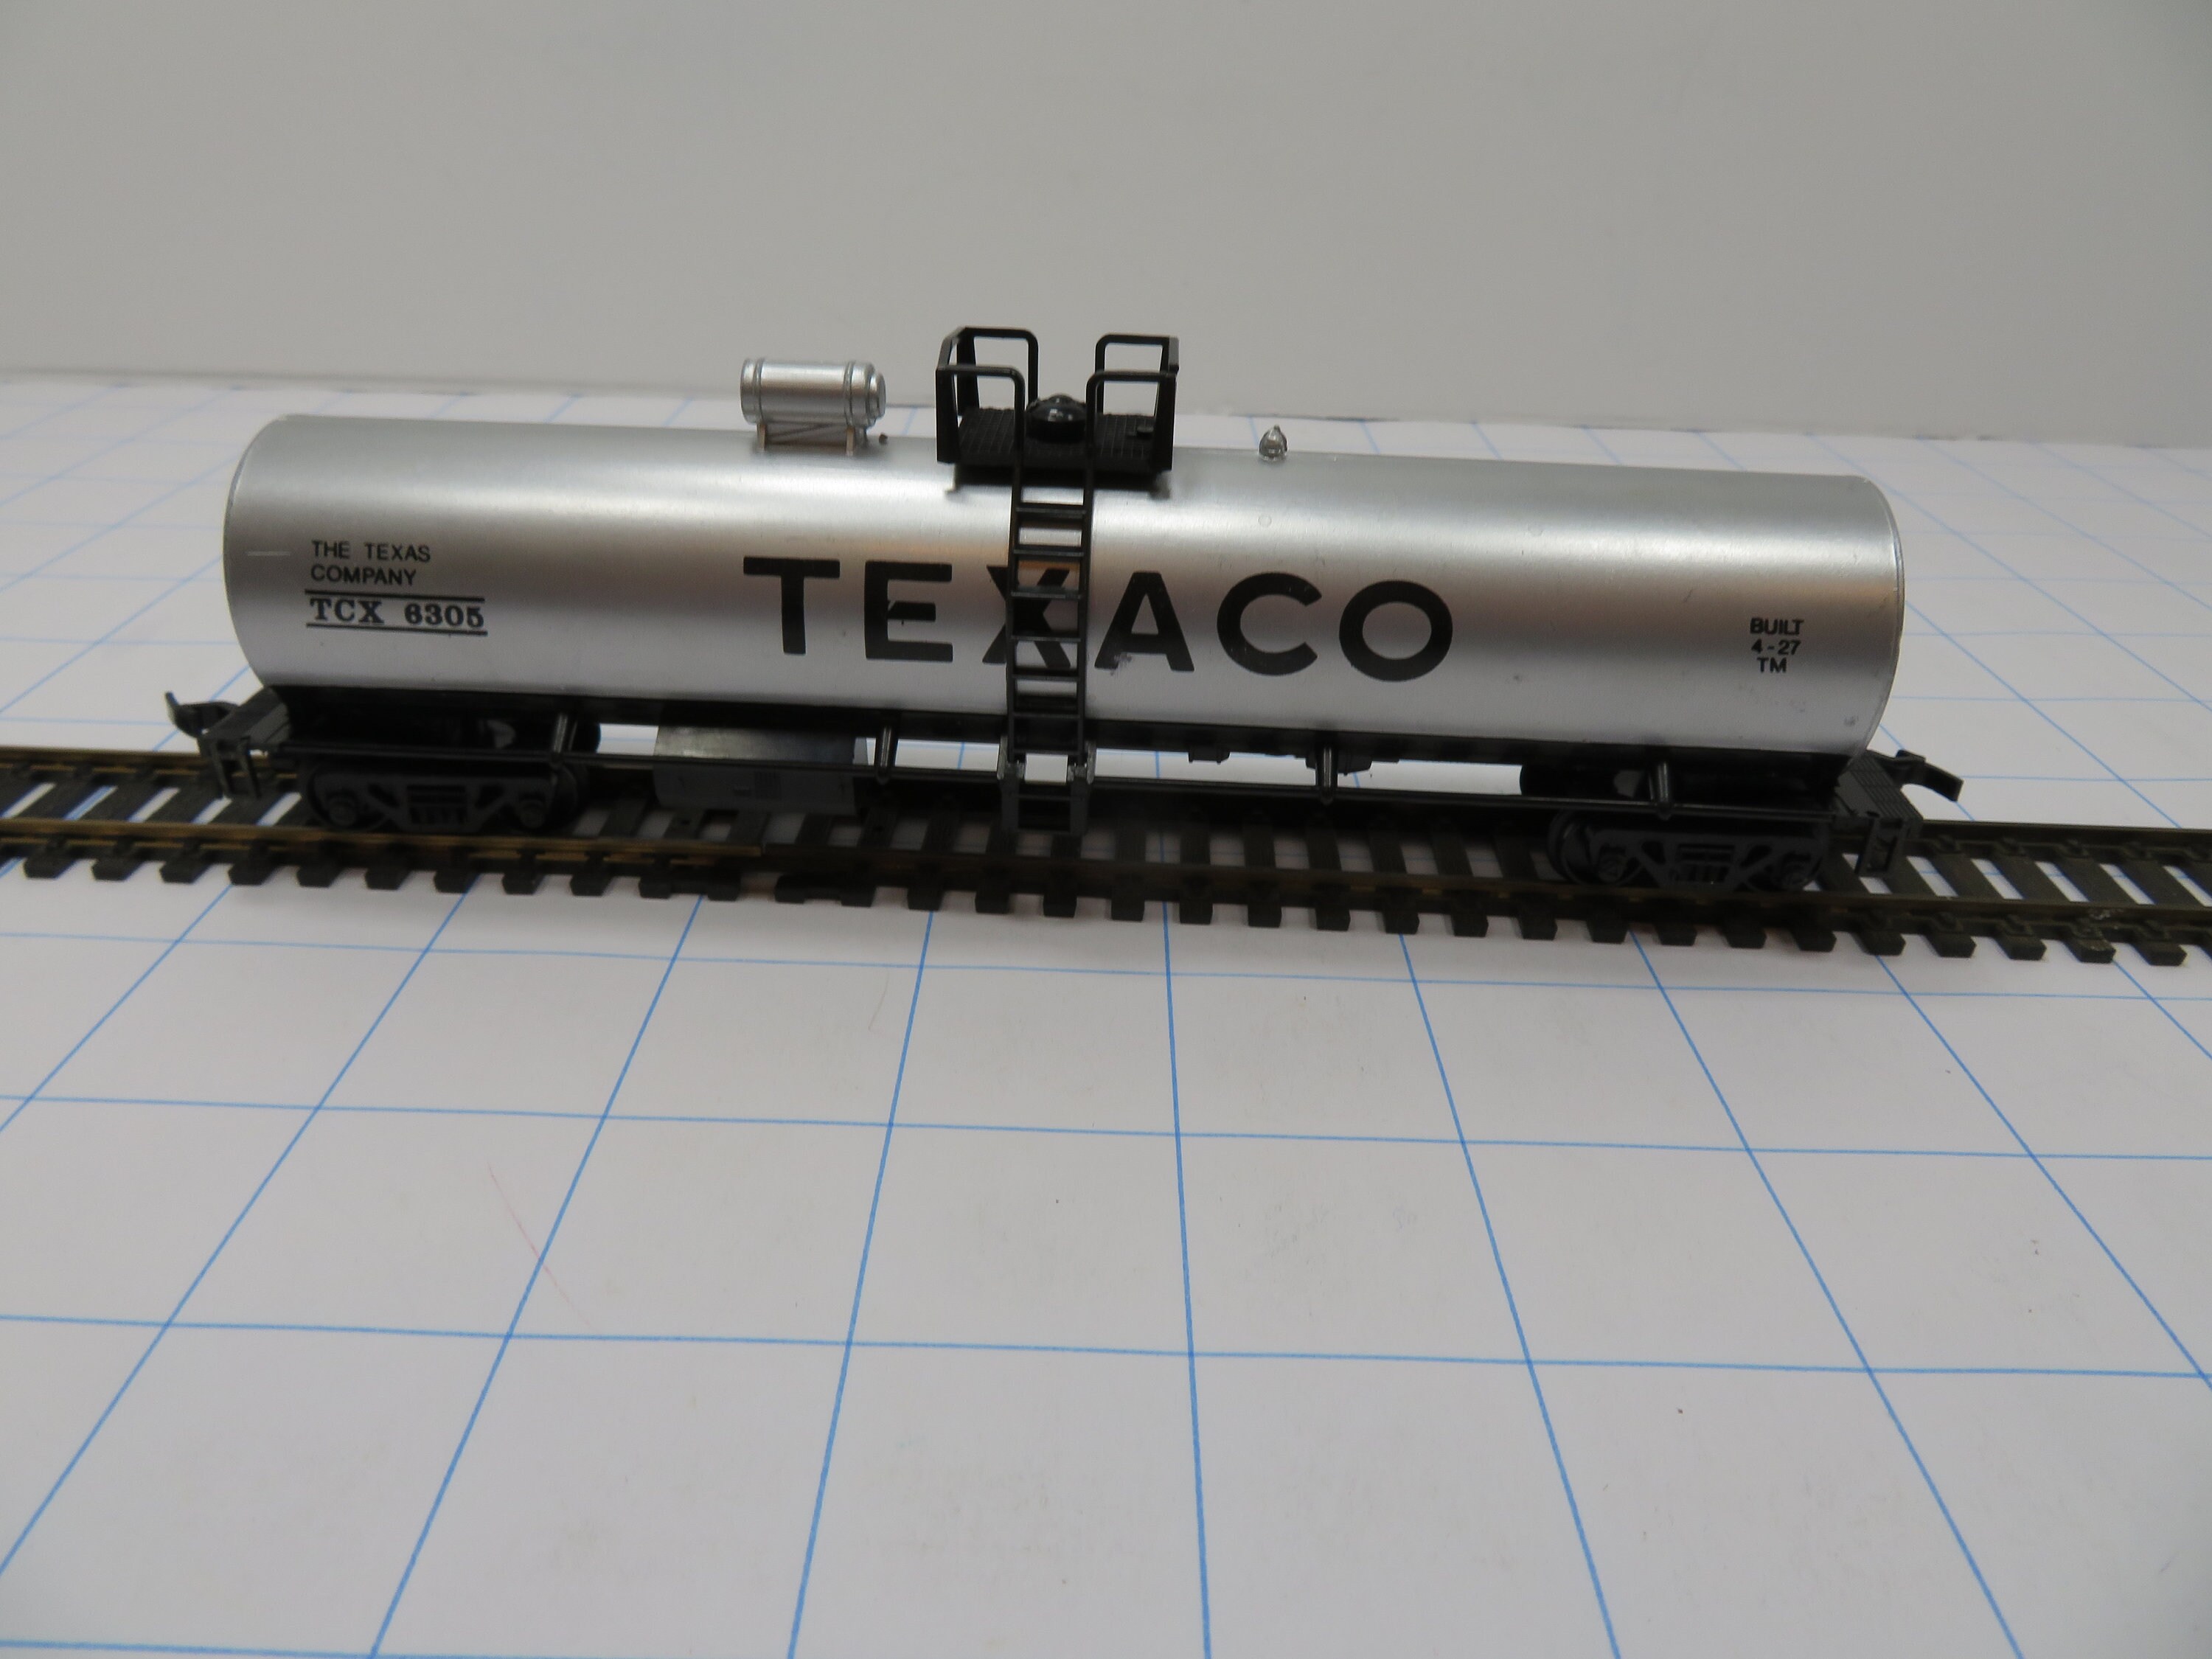 THE TEXAS
COMPANY
TCX 6305
TEXACO
BUILT
4-27
TM